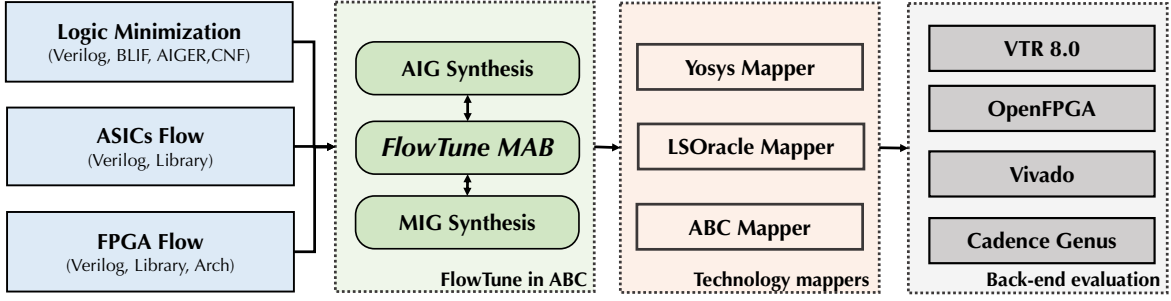 Logic Minimization
(Verilog, BLIF, AIGER,CNF)
ASICs Flow
(Verilog, Library)
FPGA Flow
(Verilog, Library, Arch)
AIG Synthesis
FlowTune MAB
MIG Synthesis
FlowTune in ABC
Yosys Mapper
LSOracle Mapper
ABC Mapper
Technology mappers
VTR 8.0
OpenFPGA
Vivado
Cadence Genus
Back-end evaluation